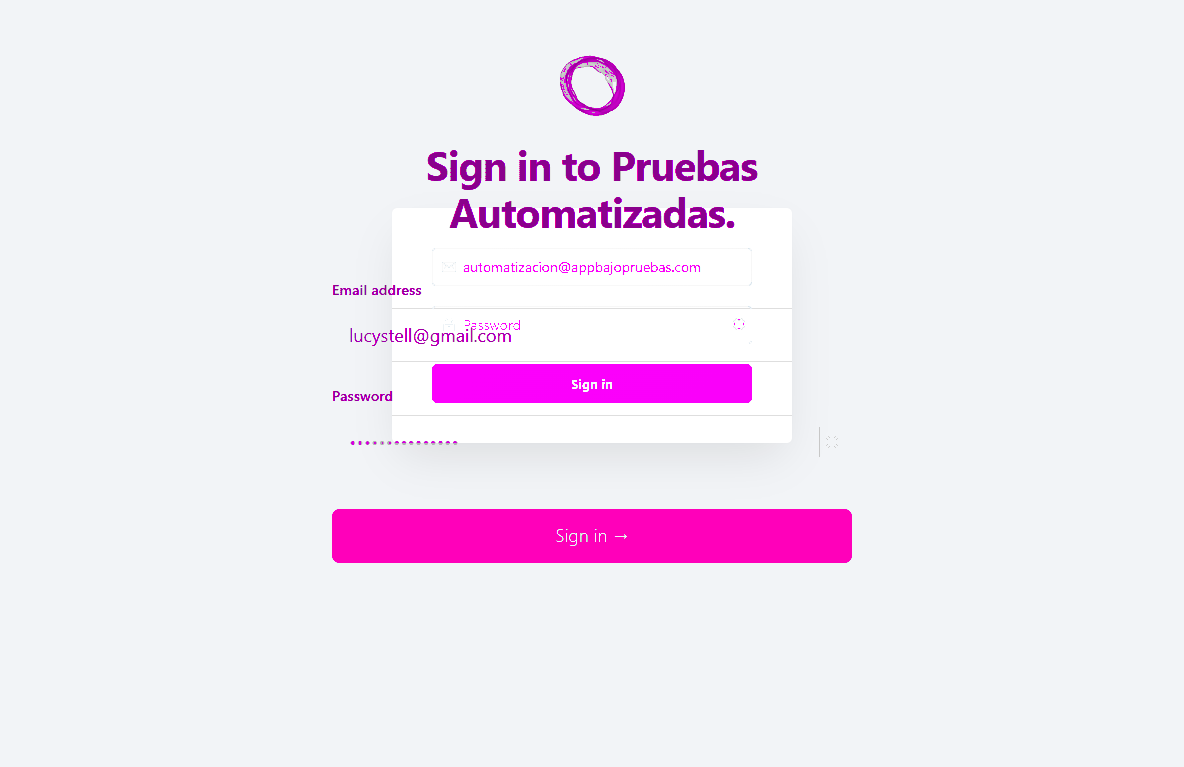 Sign in to Pruebas
Automatizadas.
automatizacion@appbajopruebas.com
Email address
Password
lucystell@gmail.com
Sign in
Password
Sign in →